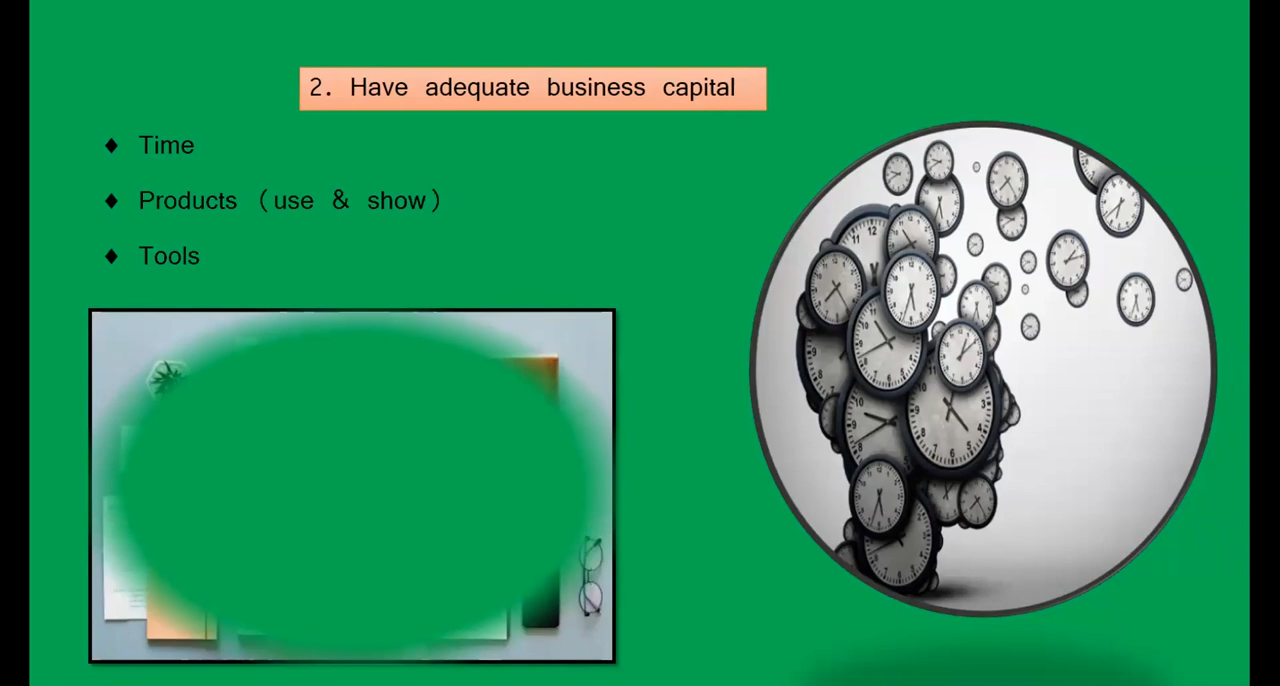 2. Have adequate business capital
♦ Time
♦ Products (use & show)
♦ Tools